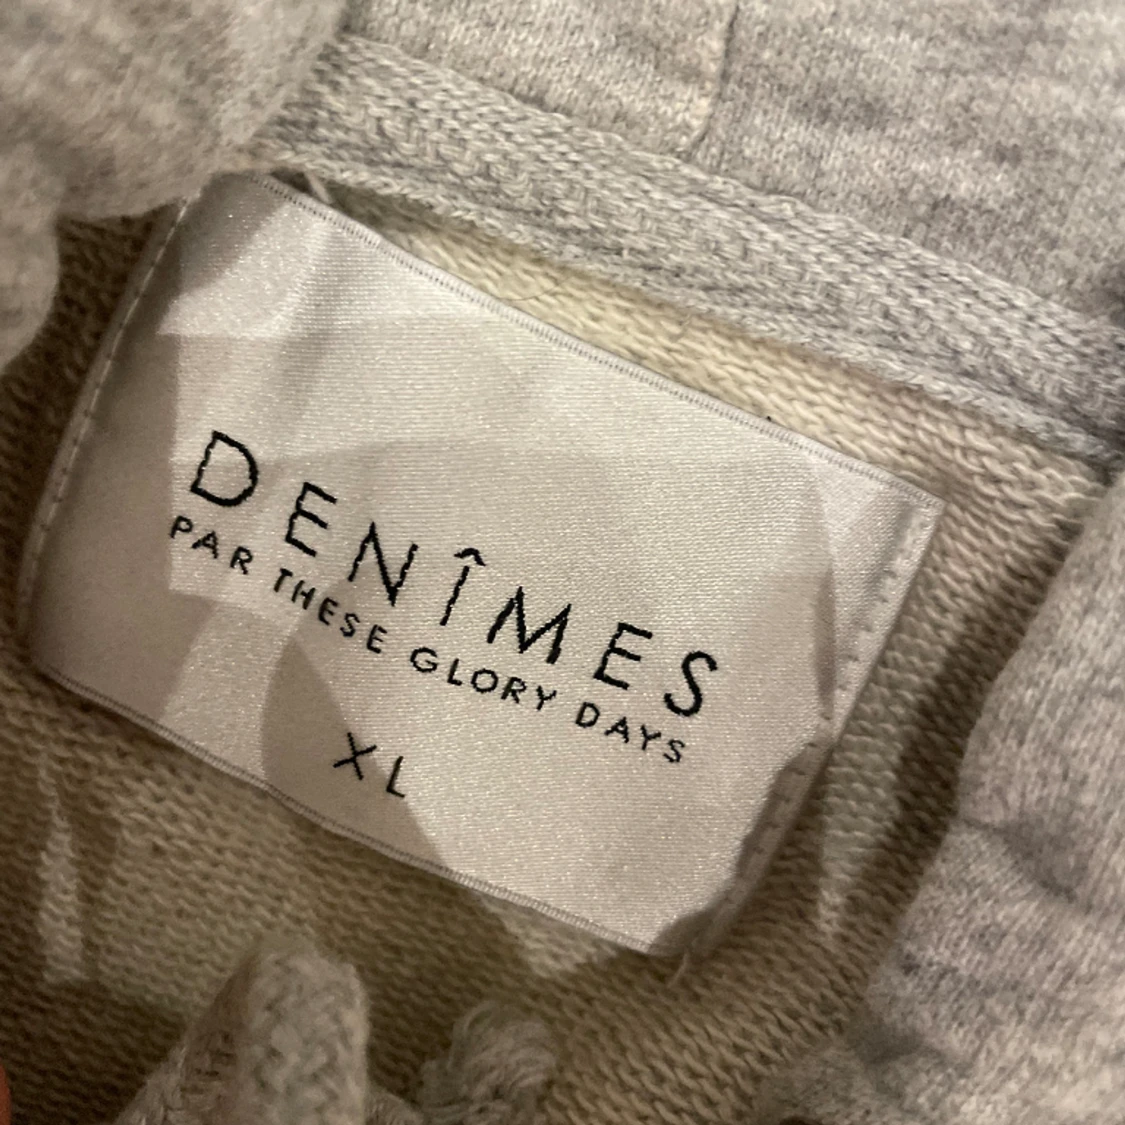 DENÎMES
PAR THESE GLORY DAYS
XL